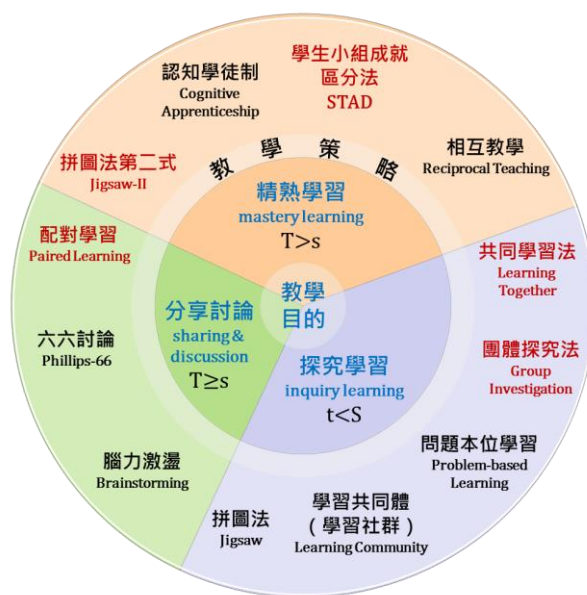 學生小組成就
區分法
STAD
認知學徒制
Cognitive
Apprenticeship
相互教學
Reciprocal Teaching
拼圖法第二式
Jigsaw-II
教學策略
精熟學習
mastery learning
T>s
配對學習
Paired Learning
六六討論
Phillips-66
腦力激盪
Brainstorming
分享討論
sharing &
discussion
T≥s
教學
目的
探究學習
inquiry learning
t<S
共同學習法
Learning
Together
團體探究法
Group
Investigation
問題本位學習
Problem-based
Learning
學習共同體
(學習社群)
Learning Community
拼圖法
Jigsaw